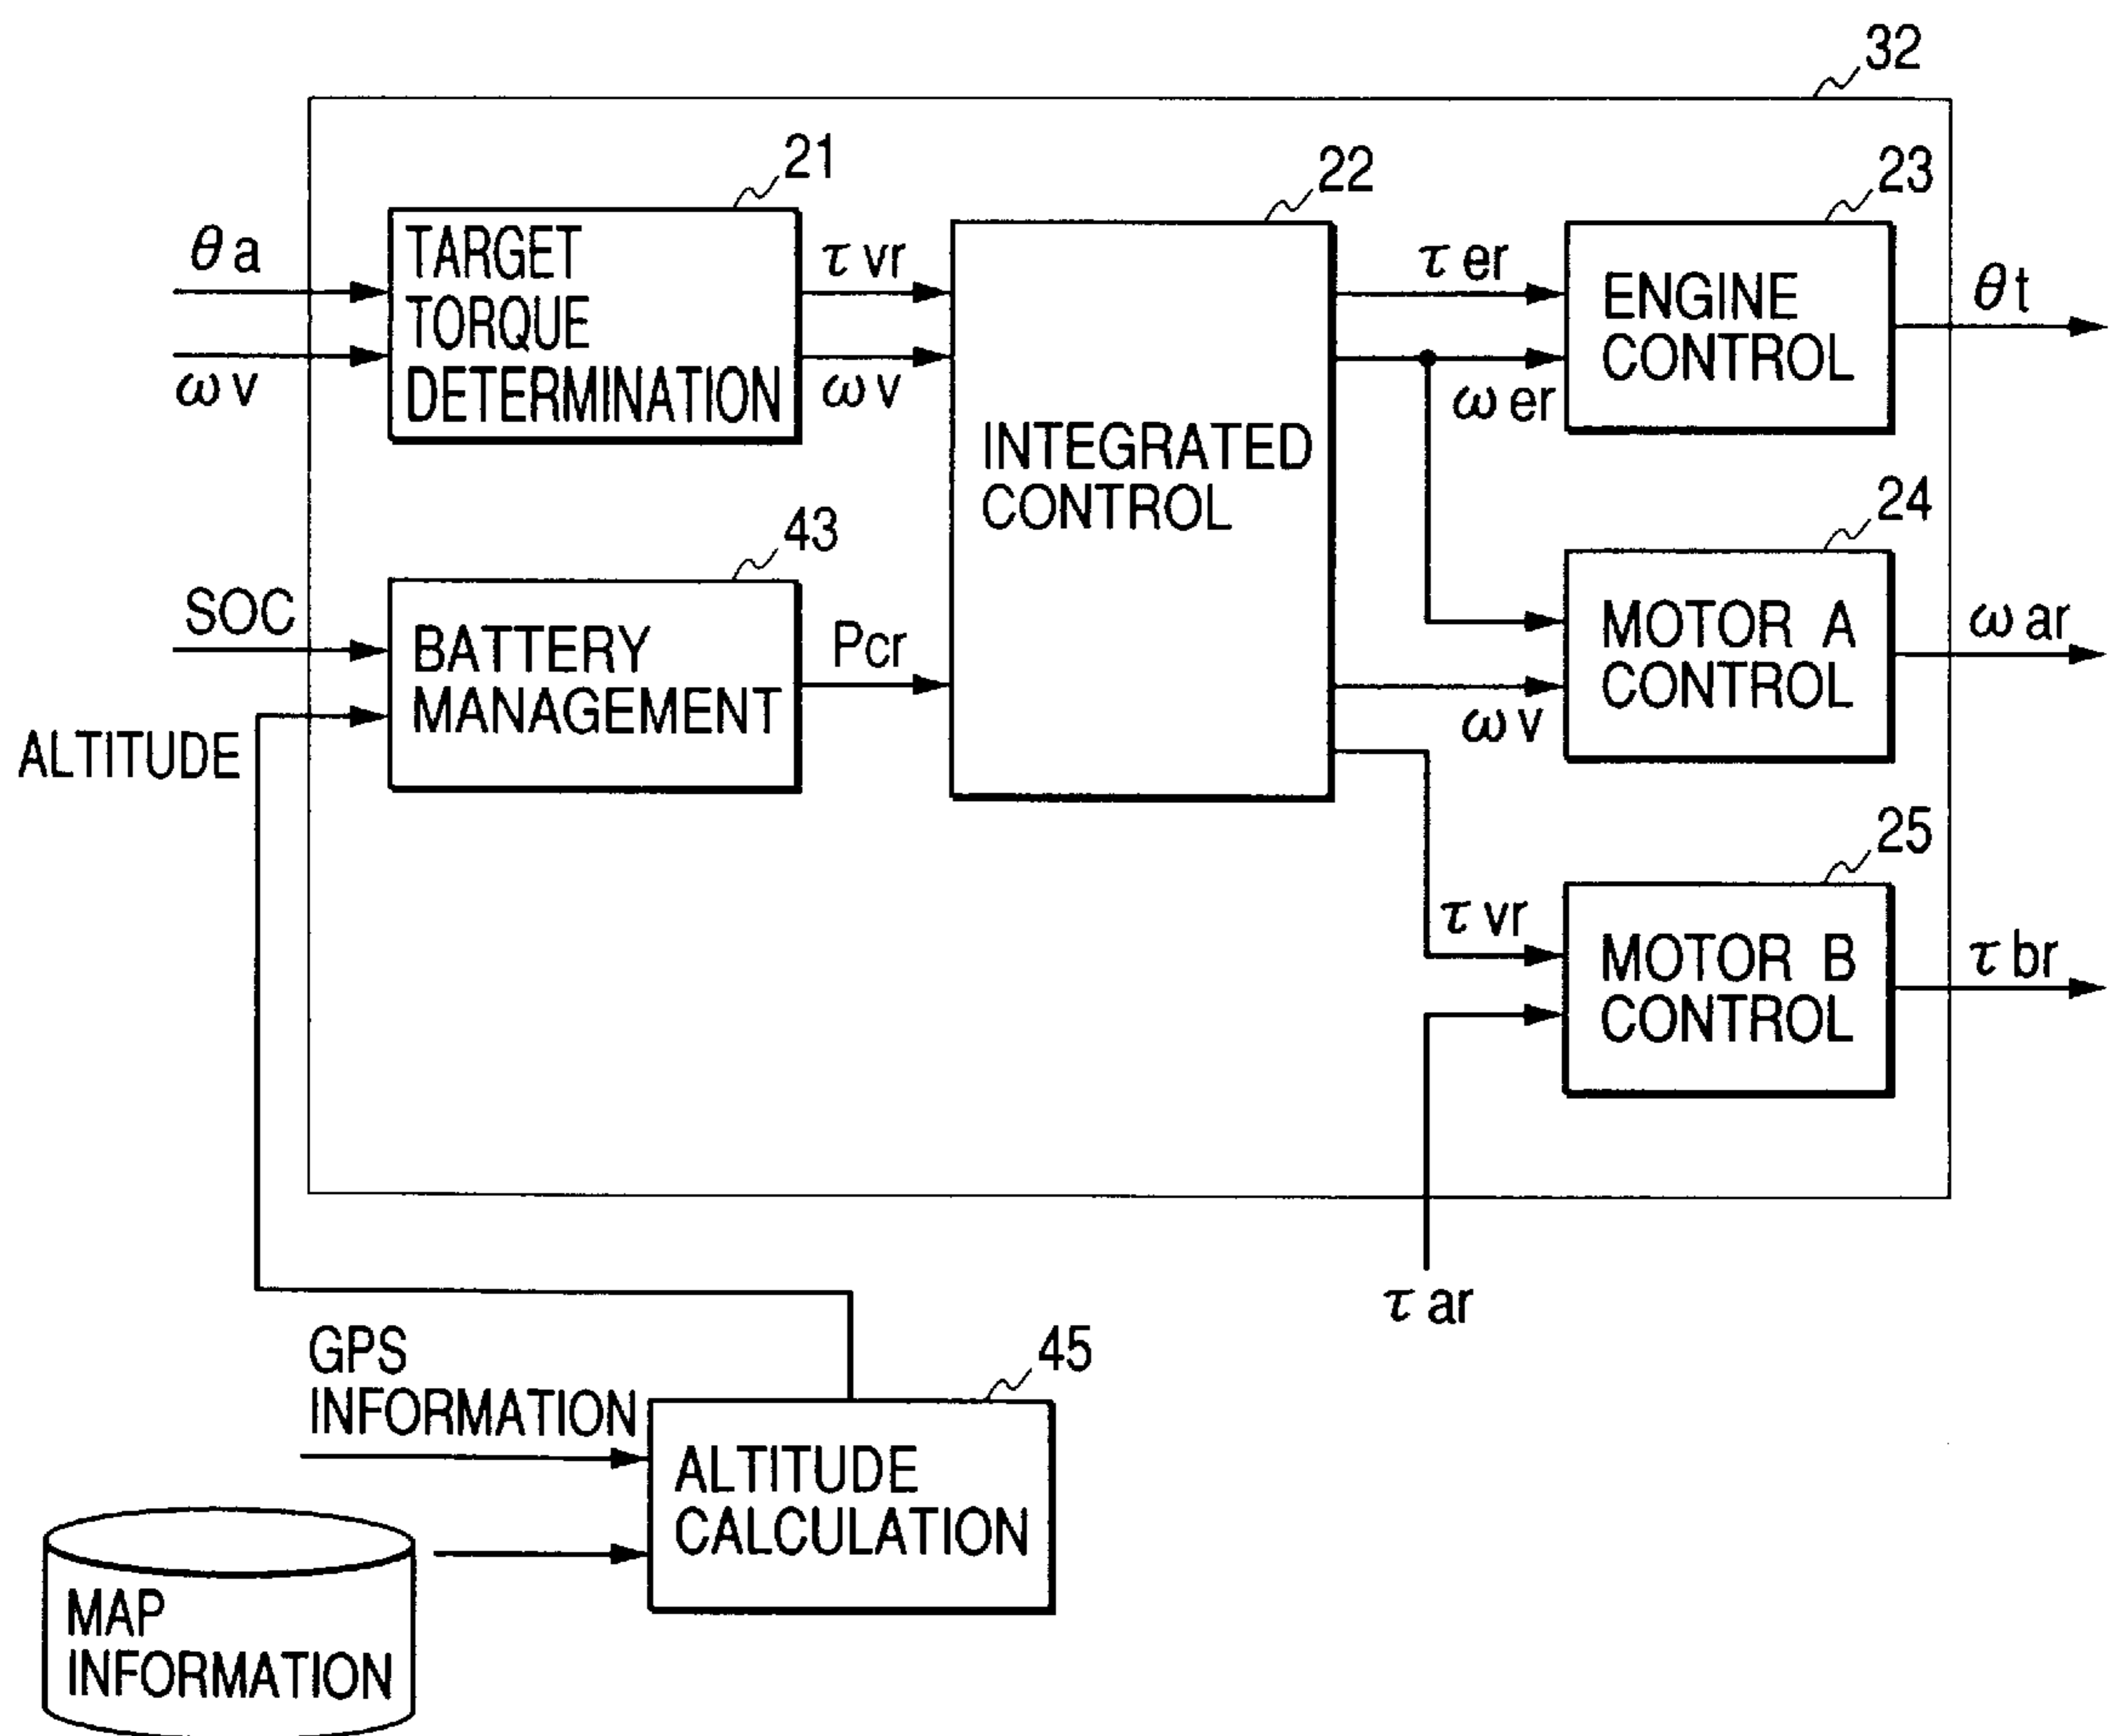 32
21
22
23
θa
TARGET
TORQUE
DETERMINATION
τvr
τer
ENGINE
CONTROL
θt
ωv
ωv
ωer
INTEGRATED
CONTROL
43
24
SOC
BATTERY
MANAGEMENT
Pcr
MOTOR A
CONTROL
ωar
ωv
ALTITUDE
25
τvr
MOTOR B
CONTROL
τbr
τar
GPS
INFORMATION
45
ALTITUDE
CALCULATION
MAP
INFORMATION